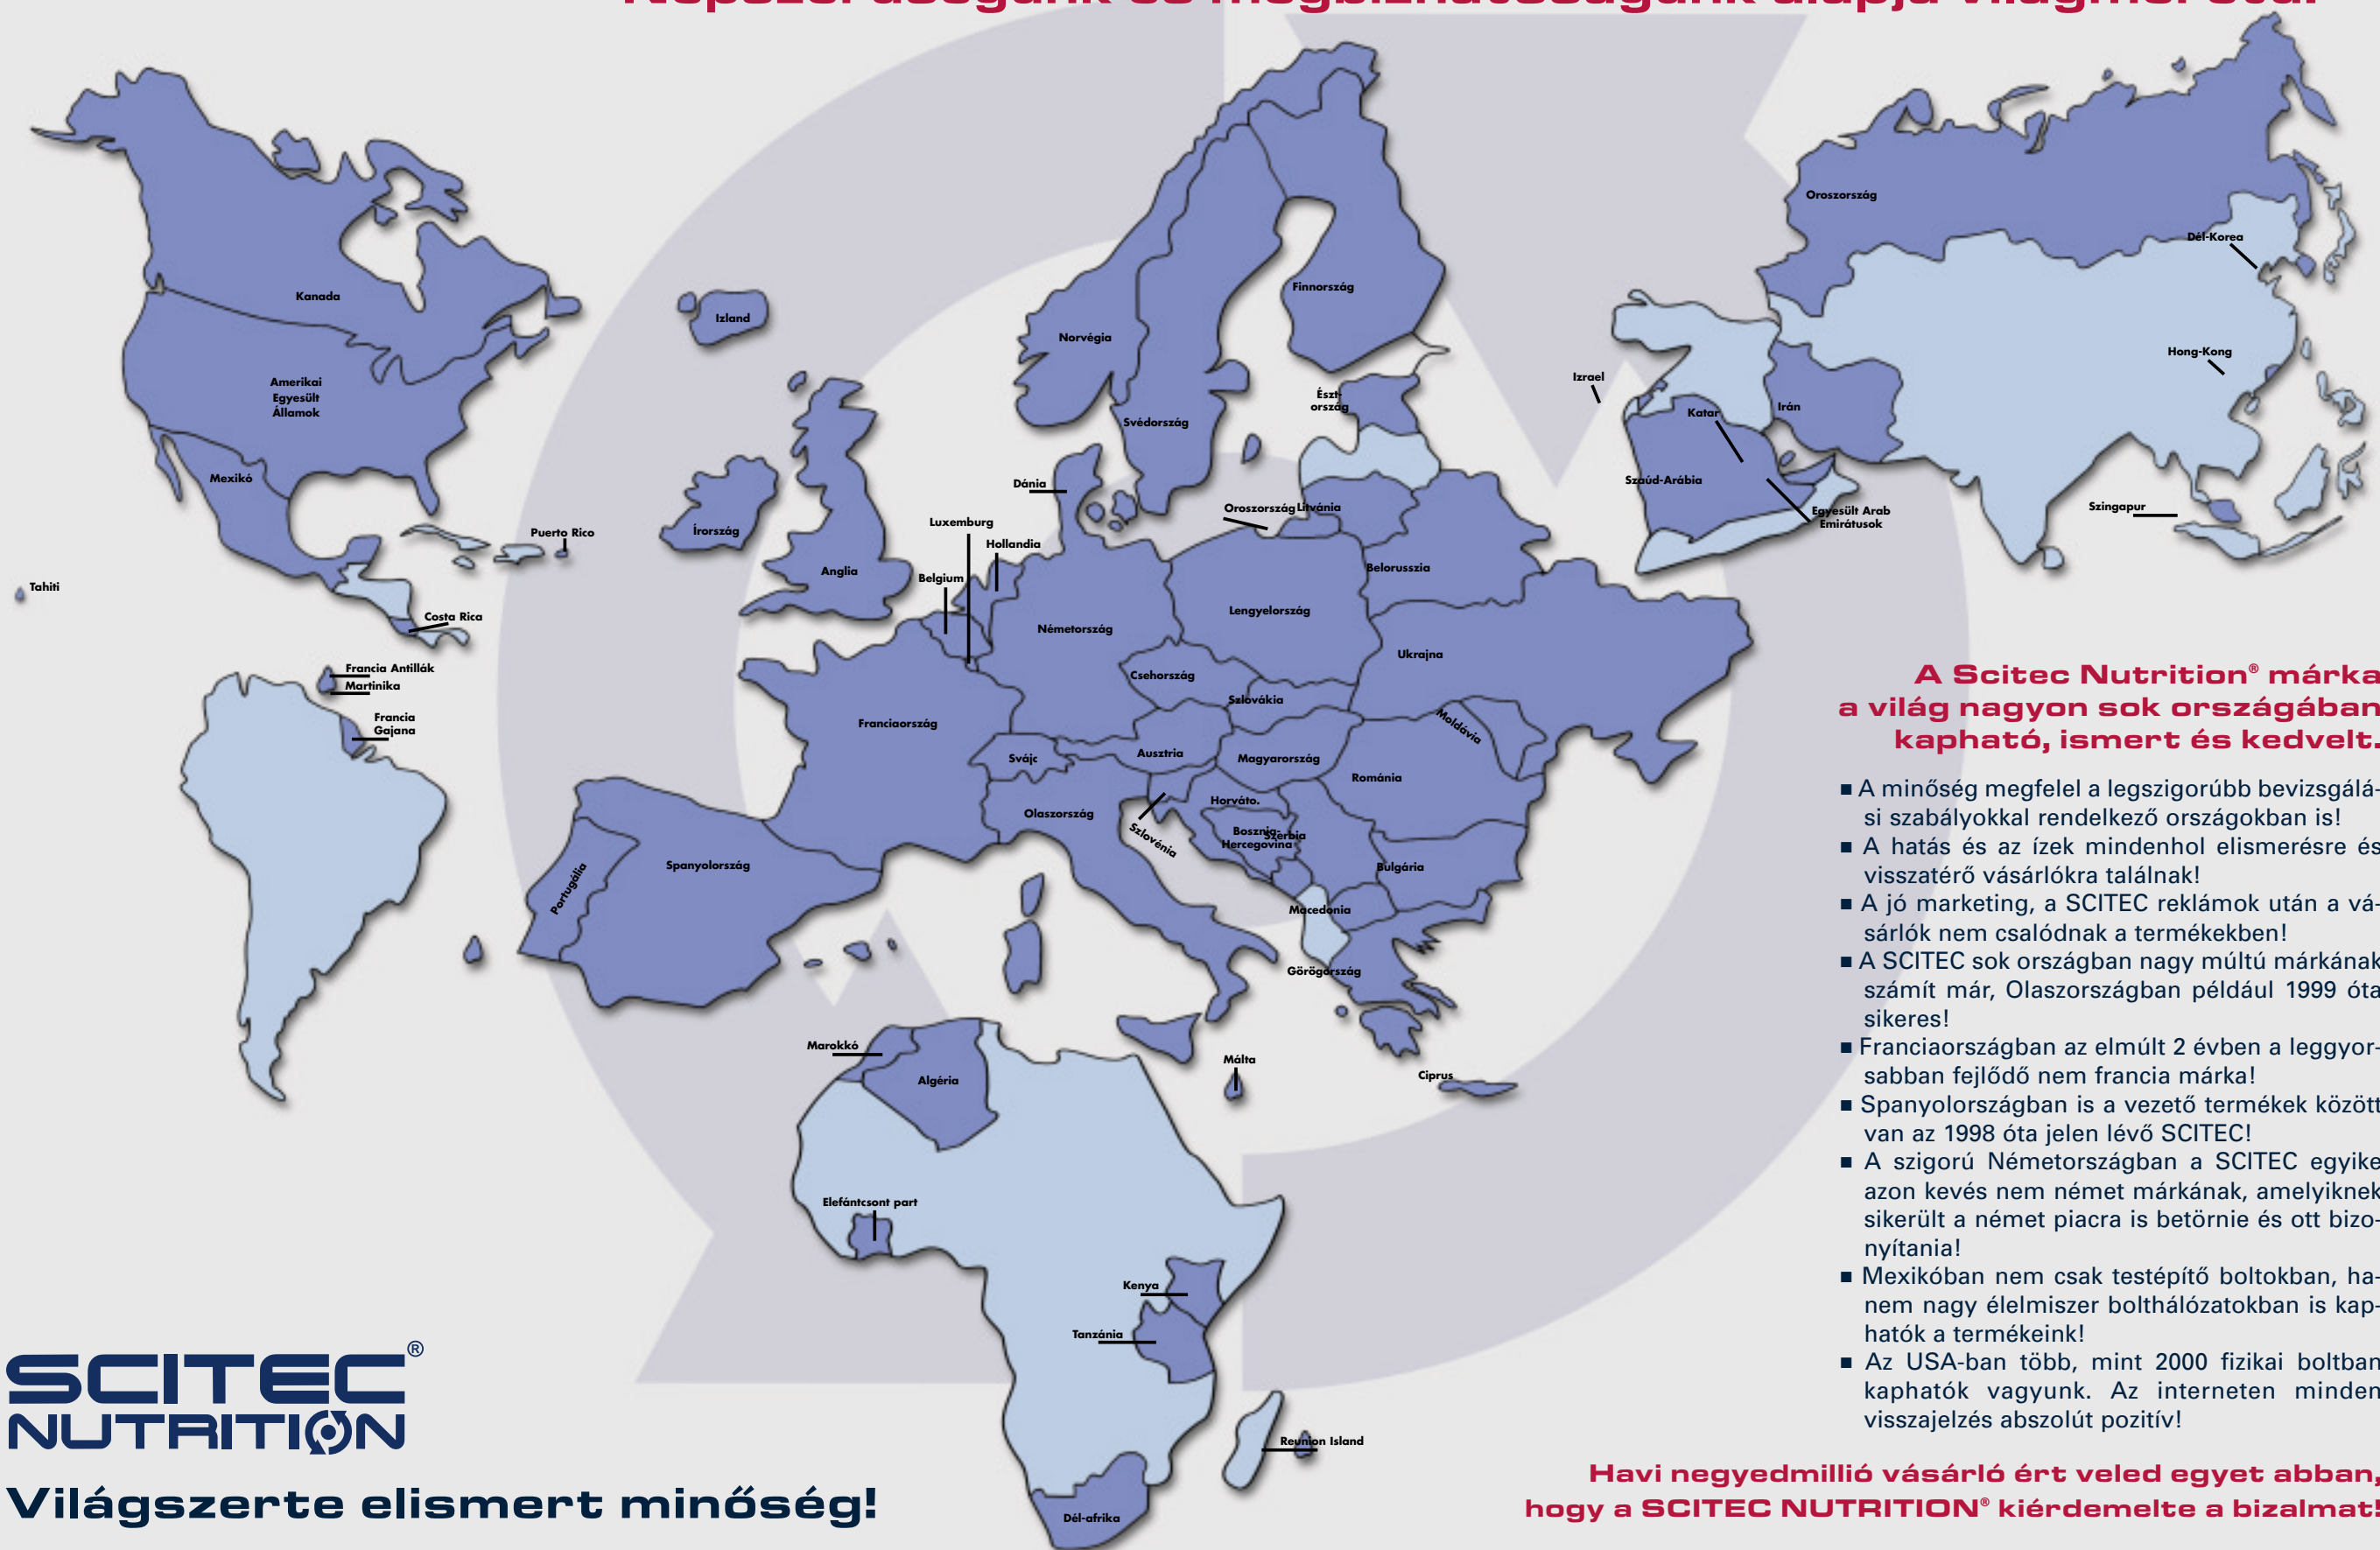 Népszerűségünk és megbízhatóságunk alapja világméretű!
Kanada
Amerikai
Egyesült
Államok
Mexikó
Puerto Rico
Tahiti
Costa Rica
Francia Antillák
Martinika
Francia
Gajana
Izland
Írország
Anglia
Norvégia
Svédország
Finnország
Észt-
ország
Dánia
Oroszország
Litvánia
Luxemburg
Hollandia
Belgium
Belorusszia
Lengyelország
Németország
Ukrajna
Csehország
Szlovákia
Moldávia
Franciaország
Svájc
Ausztria
Magyarország
Románia
Horváto.
Olaszország
Szlovénia
Bosznia-
Hercegovina
Szerbia
Bulgária
Spanyolország
Portugália
Macedonia
Görögország
Málta
Ciprus
Marokkó
Algéria
Elefántcsont part
Kenya
Tanzánia
Reunion Island
Dél-afrika
Oroszország
Dél-Korea
Hong-Kong
Izrael
Katar
Irán
Szaúd-Arábia
Egyesült Arab
Emirátusok
Szingapur
A Scitec Nutrition® márka
a világ nagyon sok országában
kapható, ismert és kedvelt.
■ A minőség megfelel a legszigorúbb bevizsgálá-
si szabályokkal rendelkező országokban is!
■ A hatás és az ízek mindenhol elismerésre és
visszatérő vásárlókra találnak!
■ A jó marketing, a SCITEC reklámok után a vá-
sárlók nem csalódnak a termékekben!
■ A SCITEC sok országban nagy múltú márkának
számít már, Olaszországban például 1999 óta
sikeres!
■ Franciaországban az elmúlt 2 évben a leggyor-
sabban fejlődő nem francia márka!
■ Spanyolországban is a vezető termékek között
van az 1998 óta jelen lévő SCITEC!
■ A szigorú Németországban a SCITEC egyike
azon kevés nem német márkának, amelyiknek
sikerült a német piacra is betörnie és ott bizo-
nyítania!
■ Mexikóban nem csak testépítő boltokban, ha-
nem nagy élelmiszer bolthálózatokban is kap-
hatók a termékeink!
■ Az USA-ban több, mint 2000 fizikai boltban
kaphatók vagyunk. Az interneten minden
visszajelzés abszolút pozitív!
Havi negyedmillió vásárló ért veled egyet abban,
hogy a SCITEC NUTRITION® kiérdemelte a bizalmat!
SCITEC®
NUTRITION
Világszerte elismert minőség!